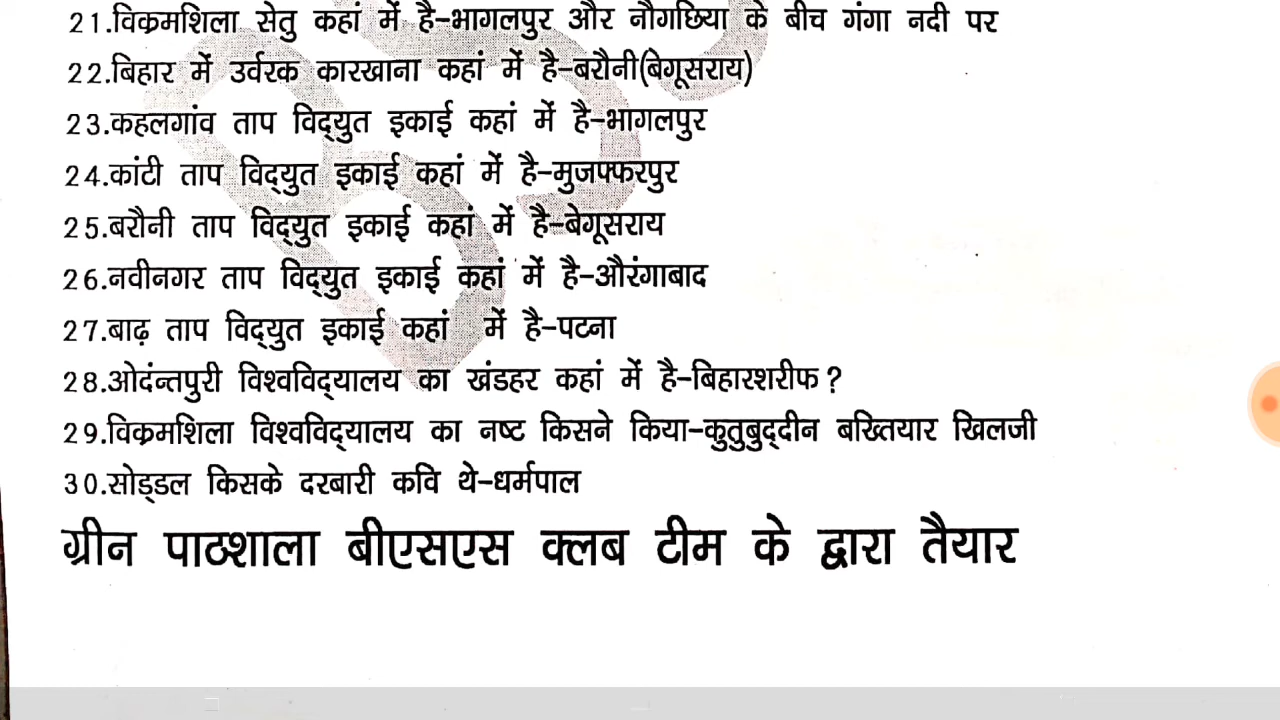 21.विक्रमशिला सेतु कहां में है-भागलपुर और नौगछिया के बीच गंगा नदी पर
22.बिहार में उर्वरक कारखाना कहां में है-बरौनी(बेगूसराय)
23.कहलगांव ताप विद्युत इकाई कहां में है-भागलपुर
24.कांटी ताप विद्युत इकाई कहां में है-मुजफ्फरपुर
25.बरौनी ताप विद्युत इकाई कहां में है-बेगूसराय
26.नवीनगर ताप विद्युत इकाई कहां में है-औरंगाबाद
27.बाढ़ ताप विद्युत इकाई कहां में है-पटना
28.ओदंन्तपुरी विश्वविद्यालय का खंडहर कहां में है-बिहारशरीफ?
29.विक्रमशिला विश्वविद्यालय का नष्ट किसने किया-कुतुबुद्दीन बख्तियार खिलजी
30.सोड्डल किसके दरबारी कवि थे-धर्मपाल
ग्रीन पाठशाला बीएसएस क्लब टीम के द्वारा तैयार